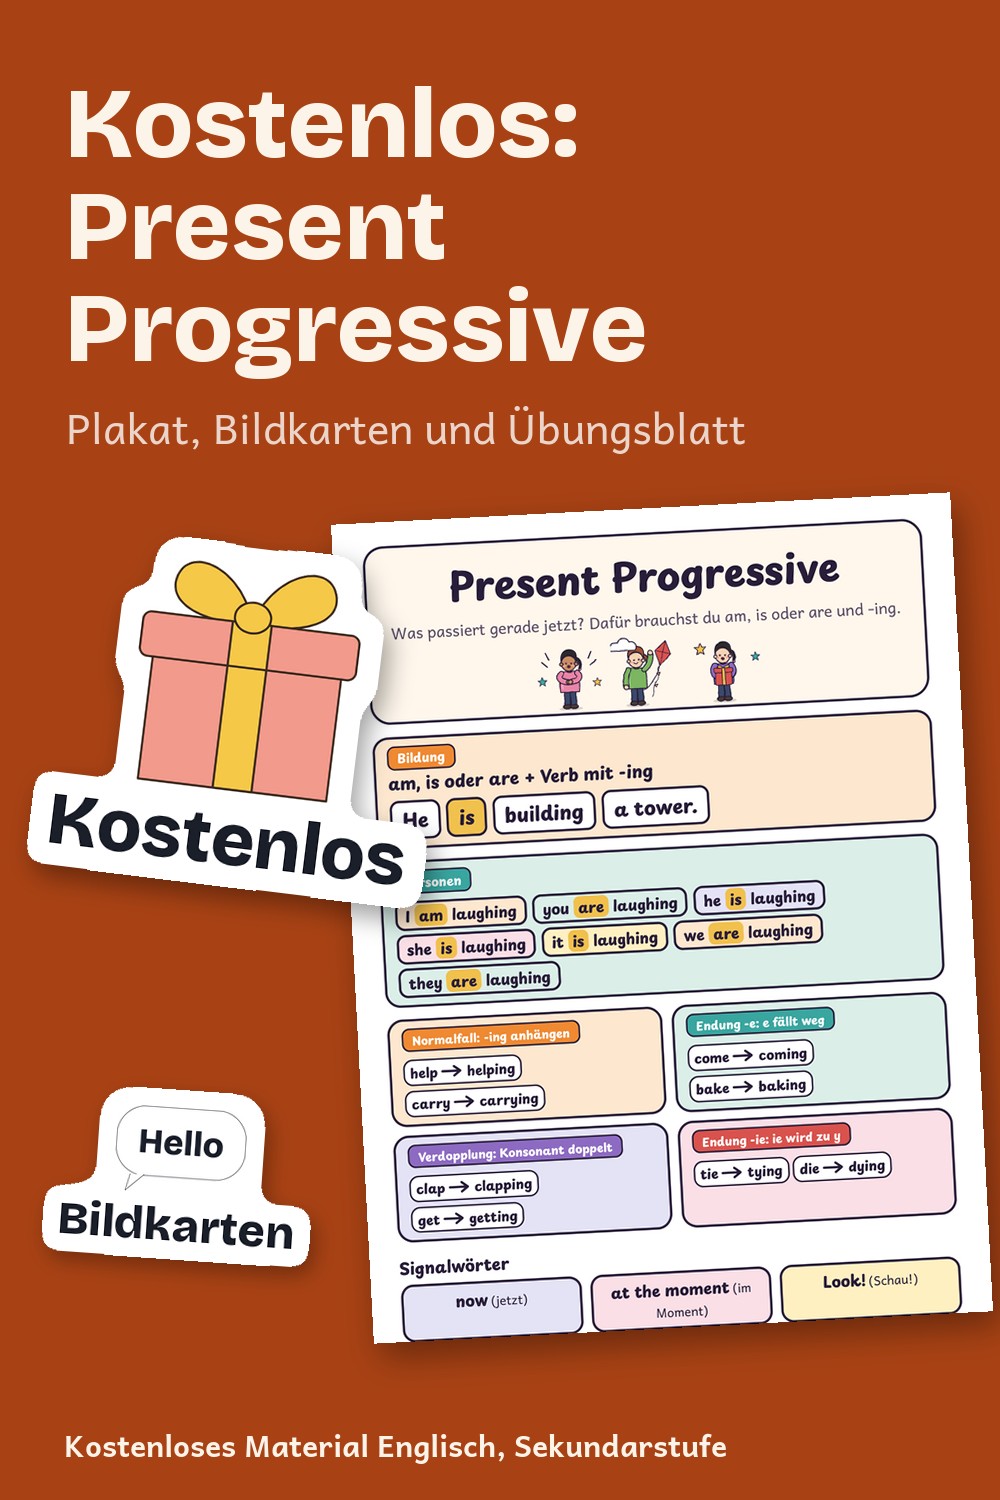 Kostenlos:
Present
Progressive
Plakat, Bildkarten und Übungsblatt
Kostenlos
Hello
Bildkarten
Present Progressive
Was passiert gerade jetzt? Dafür brauchst du am, is oder are und -ing.
Bildung
am, is oder are + Verb mit -ing
He is building a tower.
I am laughing you are laughing he is laughing
she is laughing it is laughing we are laughing
they are laughing
Normalfall: -ing anhängen
help → helping
carry → carrying
Endung -e: e fällt weg
come → coming
bake → baking
Verdopplung: Konsonant doppelt
clap → clapping
get → getting
Endung -ie: ie wird zu y
tie → tying die → dying
Signalwörter
now (jetzt)
at the moment (im
Moment)
Look! (Schau!)
Kostenloses Material Englisch, Sekundarstufe